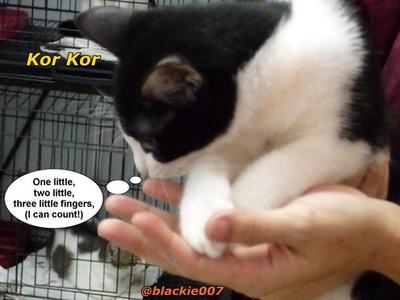 Kor Kor
One little,
two little,
three little fingers,
(I can count!)
@blackie007